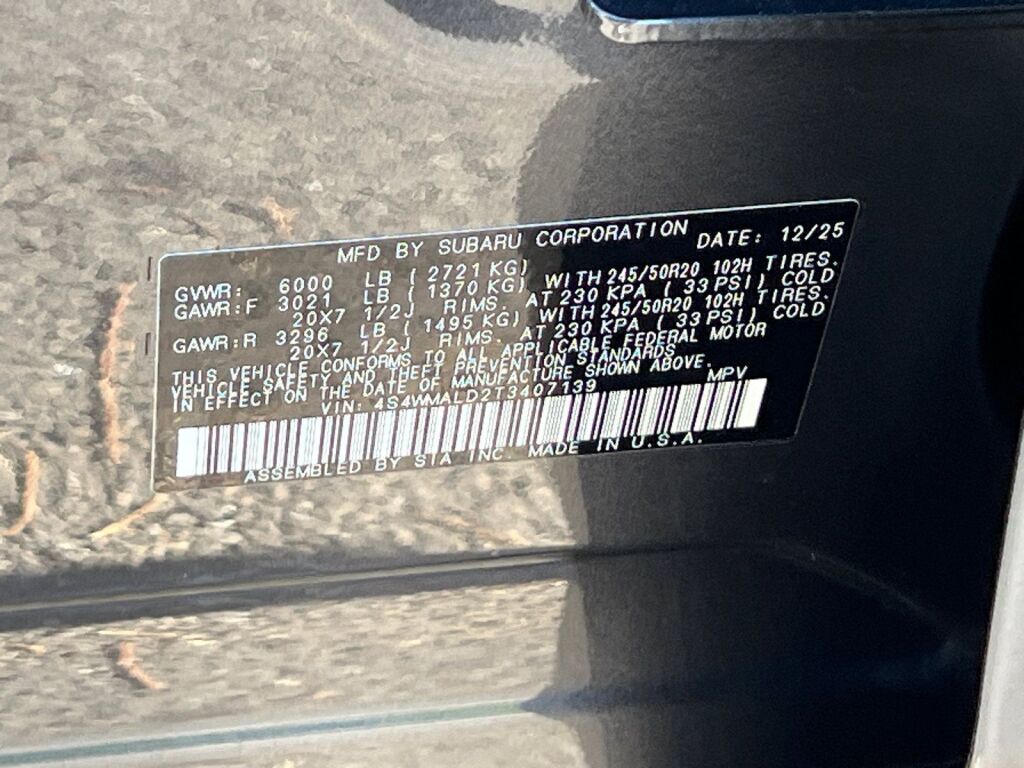 MFD BY SUBARU CORPORATION DATE: 12/25
GVWR: 6000 LB ( 2721 KG)
GAWR:F 3021 LB ( 1370 KG) WITH 245/50R20 102H TIRES.
20X7 1/2J RIMS. AT 230 KPA ( 33 PSI) COLD
GAWR:R 3296 LB ( 1495 KG) WITH 245/50R20 102H TIRES.
20X7 1/2J RIMS. AT 230 KPA ( 33 PSI) COLD
THIS VEHICLE CONFORMS TO ALL APPLICABLE FEDERAL MOTOR
VEHICLE SAFETY AND THEFT PREVENTION STANDARDS
IN EFFECT ON THE DATE OF MANUFACTURE SHOWN ABOVE.
VIN: 4S4WMALD2T3407139 MPV
ASSEMBLED BY SIA INC. MADE IN U.S.A.